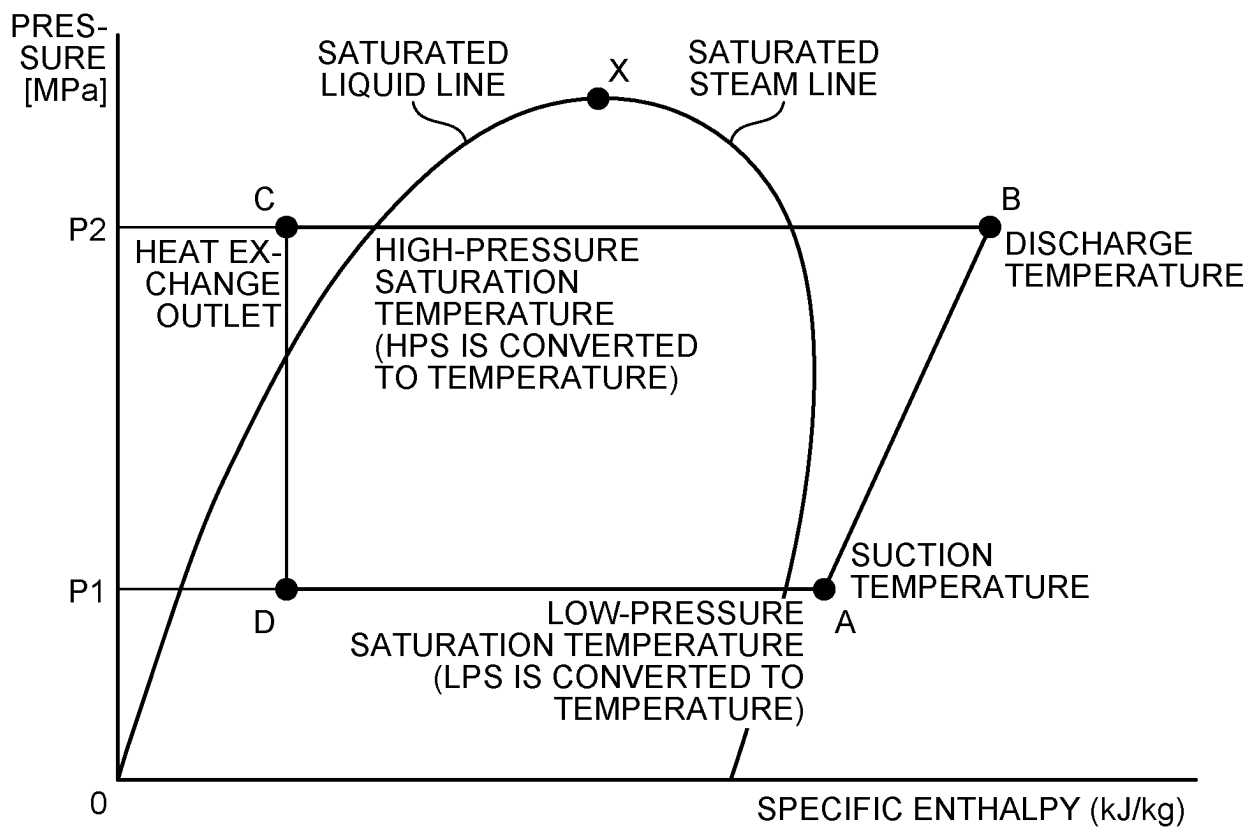 PRES-
SURE
[MPa]
SATURATED
LIQUID LINE
X
SATURATED
STEAM LINE
C
B
P2
HEAT EX-
CHANGE
OUTLET
HIGH-PRESSURE
SATURATION
TEMPERATURE
(HPS IS CONVERTED
TO TEMPERATURE)
DISCHARGE
TEMPERATURE
SUCTION
TEMPERATURE
P1
D
A
LOW-PRESSURE
SATURATION TEMPERATURE
(LPS IS CONVERTED TO
TEMPERATURE)
0
SPECIFIC ENTHALPY (kJ/kg)